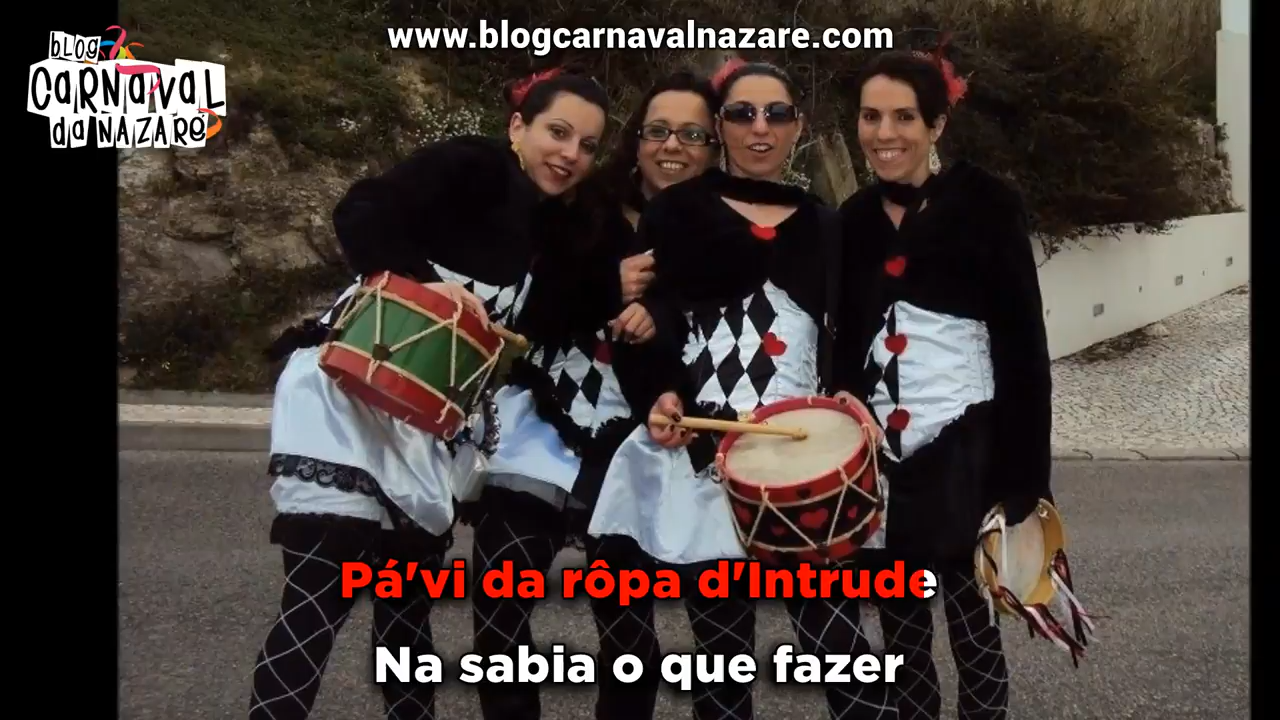 blog
CARNAVAL
da NAZARÉ
www.blogcarnavalnazare.com
Pá'vi da rôpa d'Intrude
Na sabia o que fazer